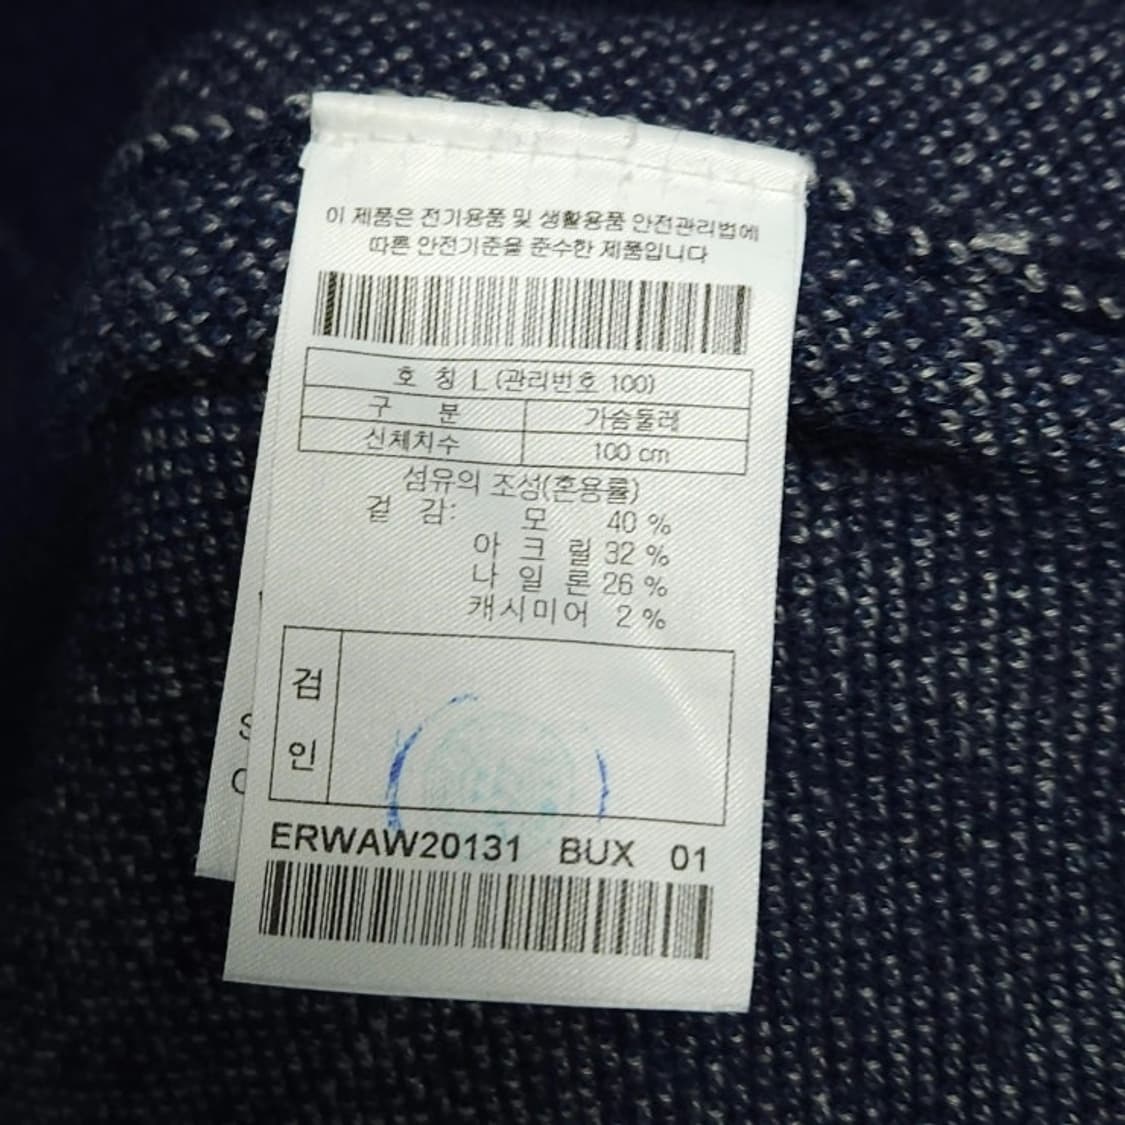 이 제품은 전기용품 및 생활용품 안전관리법에
따른 안전기준을 준수한 제품입니다
호 칭 L (관리번호 100)
구 분 가슴둘레
신체치수 100 cm
섬유의 조성(혼용률)
겉 감: 모 40 %
아 크 릴 32 %
나 일 론 26 %
캐시미어 2 %
검
인
ERWAW20131 BUX 01